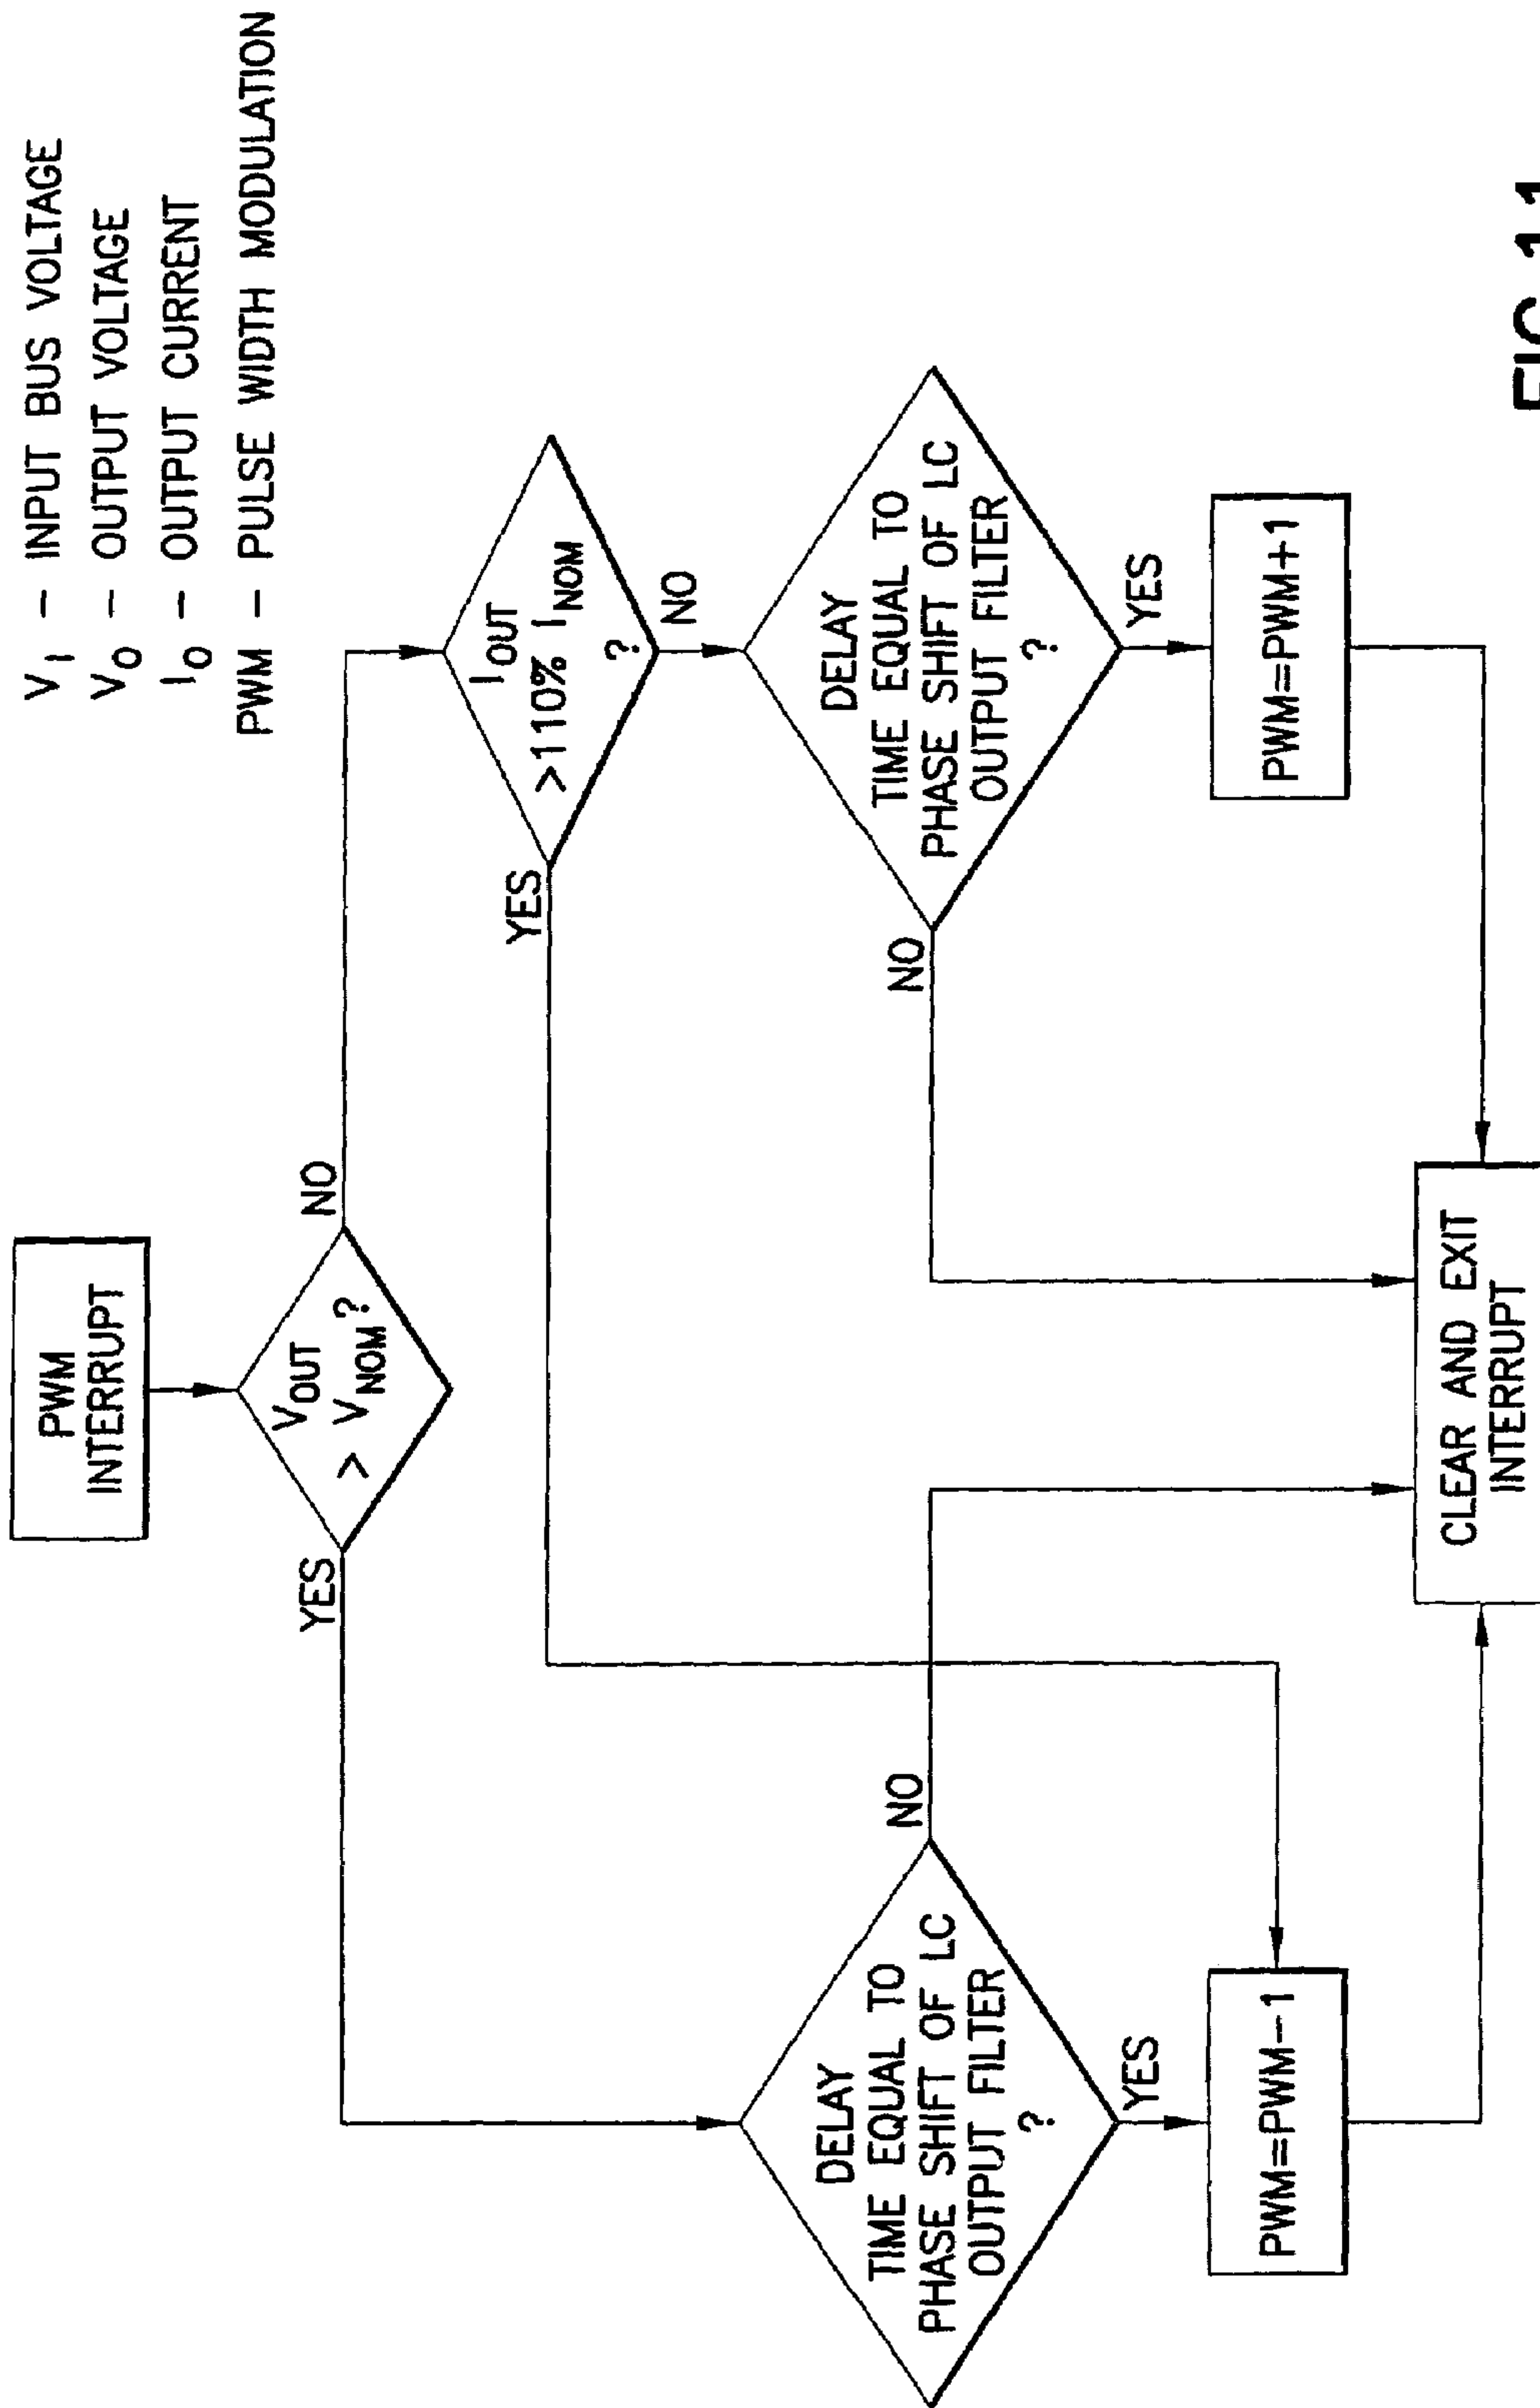 V_I - INPUT BUS VOLTAGE
V_O - OUTPUT VOLTAGE
I_O - OUTPUT CURRENT
PWM - PULSE WIDTH MODULATION
PWM
INTERRUPT
V_OUT
> V_NOM?
YES
NO
I_OUT
>110% I_NOM
?
YES
NO
DELAY
TIME EQUAL TO
PHASE SHIFT OF LC
OUTPUT FILTER
?
NO
YES
DELAY
TIME EQUAL TO
PHASE SHIFT OF LC
OUTPUT FILTER
?
NO
YES
PWM=PWM-1
PWM=PWM+1
CLEAR AND EXIT
INTERRUPT